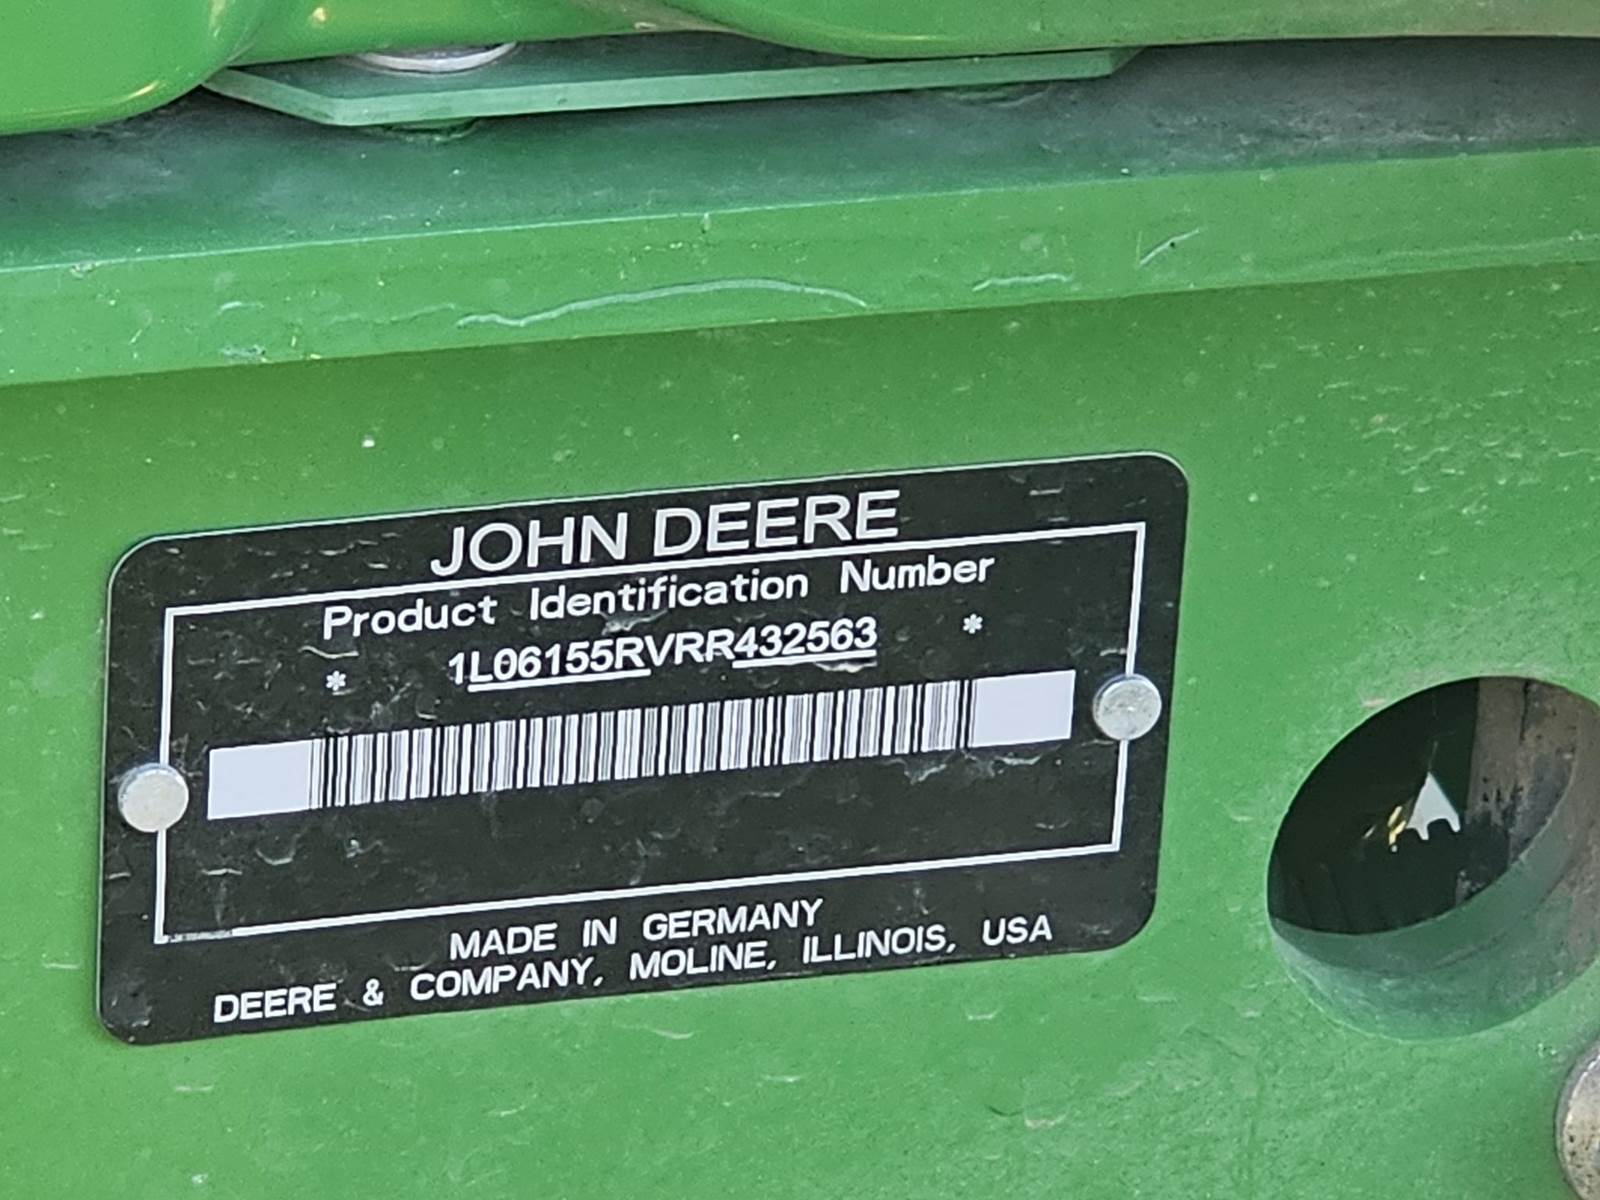 JOHN DEERE
Product Identification Number
* 1L06155RVRR432563 *
MADE IN GERMANY
DEERE & COMPANY, MOLINE, ILLINOIS, USA